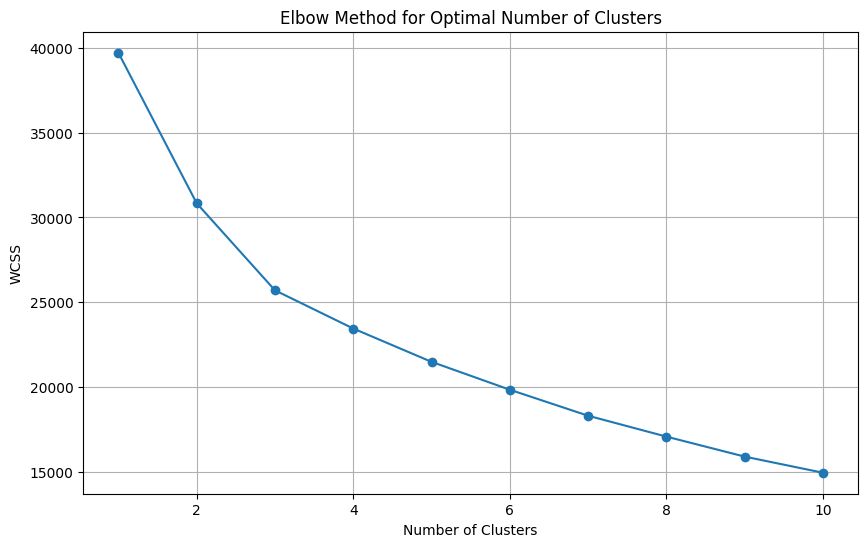 Elbow Method for Optimal Number of Clusters
40000
35000
30000
25000
20000
15000
WCSS
2 4 6 8 10
Number of Clusters